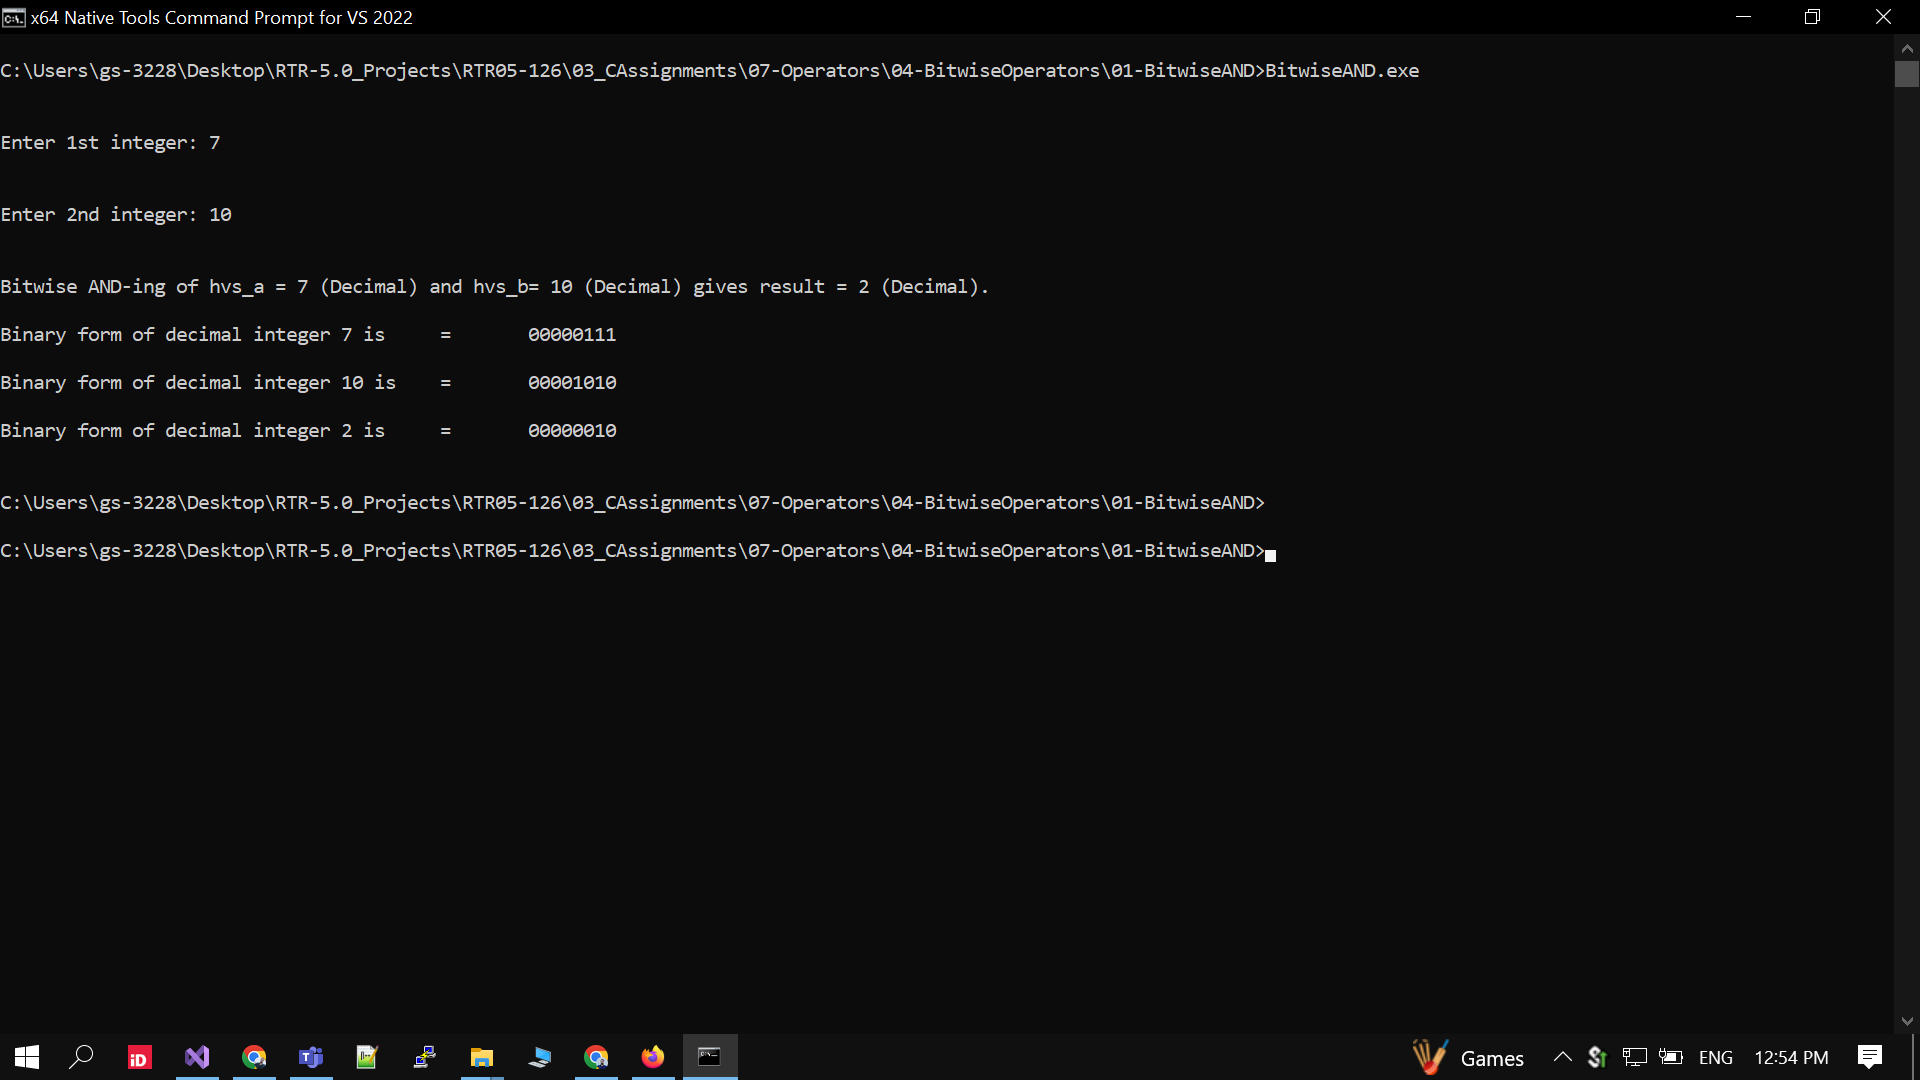 x64 Native Tools Command Prompt for VS 2022
C:\Users\gs-3228\Desktop\RTR-5.0_Projects\RTR05-126\03_CAssignments\07-Operators\04-BitwiseOperators\01-BitwiseAND>BitwiseAND.exe
Enter 1st integer: 7
Enter 2nd integer: 10
Bitwise AND-ing of hvs_a = 7 (Decimal) and hvs_b= 10 (Decimal) gives result = 2 (Decimal).
Binary form of decimal integer 7 is     =       00000111
Binary form of decimal integer 10 is    =       00001010
Binary form of decimal integer 2 is     =       00000010
C:\Users\gs-3228\Desktop\RTR-5.0_Projects\RTR05-126\03_CAssignments\07-Operators\04-BitwiseOperators\01-BitwiseAND>
C:\Users\gs-3228\Desktop\RTR-5.0_Projects\RTR05-126\03_CAssignments\07-Operators\04-BitwiseOperators\01-BitwiseAND>
iD Games ENG 12:54 PM